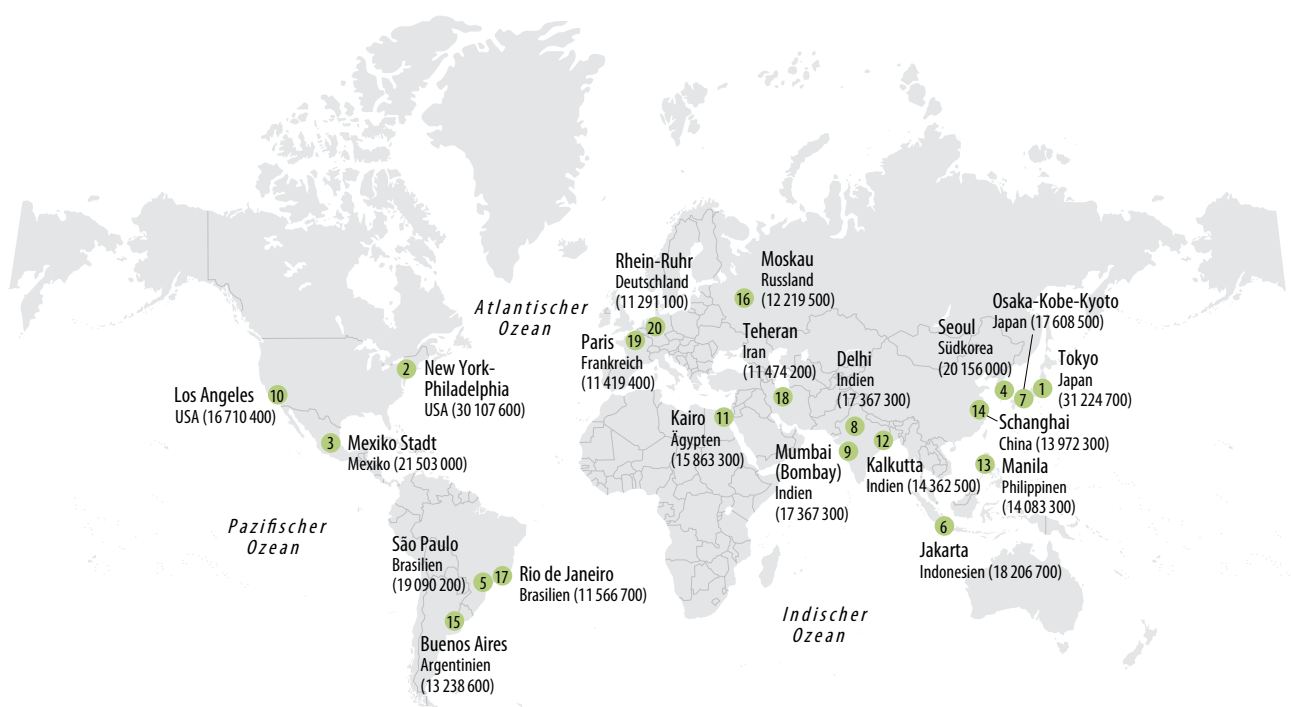 Rhein-Ruhr
Deutschland
(11 291 100)
Moskau
Russland
(12 219 500)
16
Atlantischer
Ozean
20
19
Paris
Frankreich
(11 419 400)
Teheran
Iran
(11 474 200)
18
Delhi
Indien
(17 367 300)
8
Osaka-Kobe-Kyoto
Japan (17 608 500)
Seoul
Südkorea
(20 156 000)
4
7
1
Tokyo
Japan
(31 224 700)
2
New York-
Philadelphia
USA (30 107 600)
Los Angeles
USA (16 710 400)
10
3
Mexiko Stadt
Mexiko (21 503 000)
Kairo
Ägypten
(15 863 300)
11
14
Schanghai
China (13 972 300)
Mumbai
(Bombay)
Indien
(17 367 300)
9
12
Kalkutta
Indien (14 362 500)
13
Manila
Philippinen
(14 083 300)
Pazifischer
Ozean
6
Jakarta
Indonesien (18 206 700)
São Paulo
Brasilien
(19 090 200)
5
17
Rio de Janeiro
Brasilien (11 566 700)
Indischer
Ozean
15
Buenos Aires
Argentinien
(13 238 600)